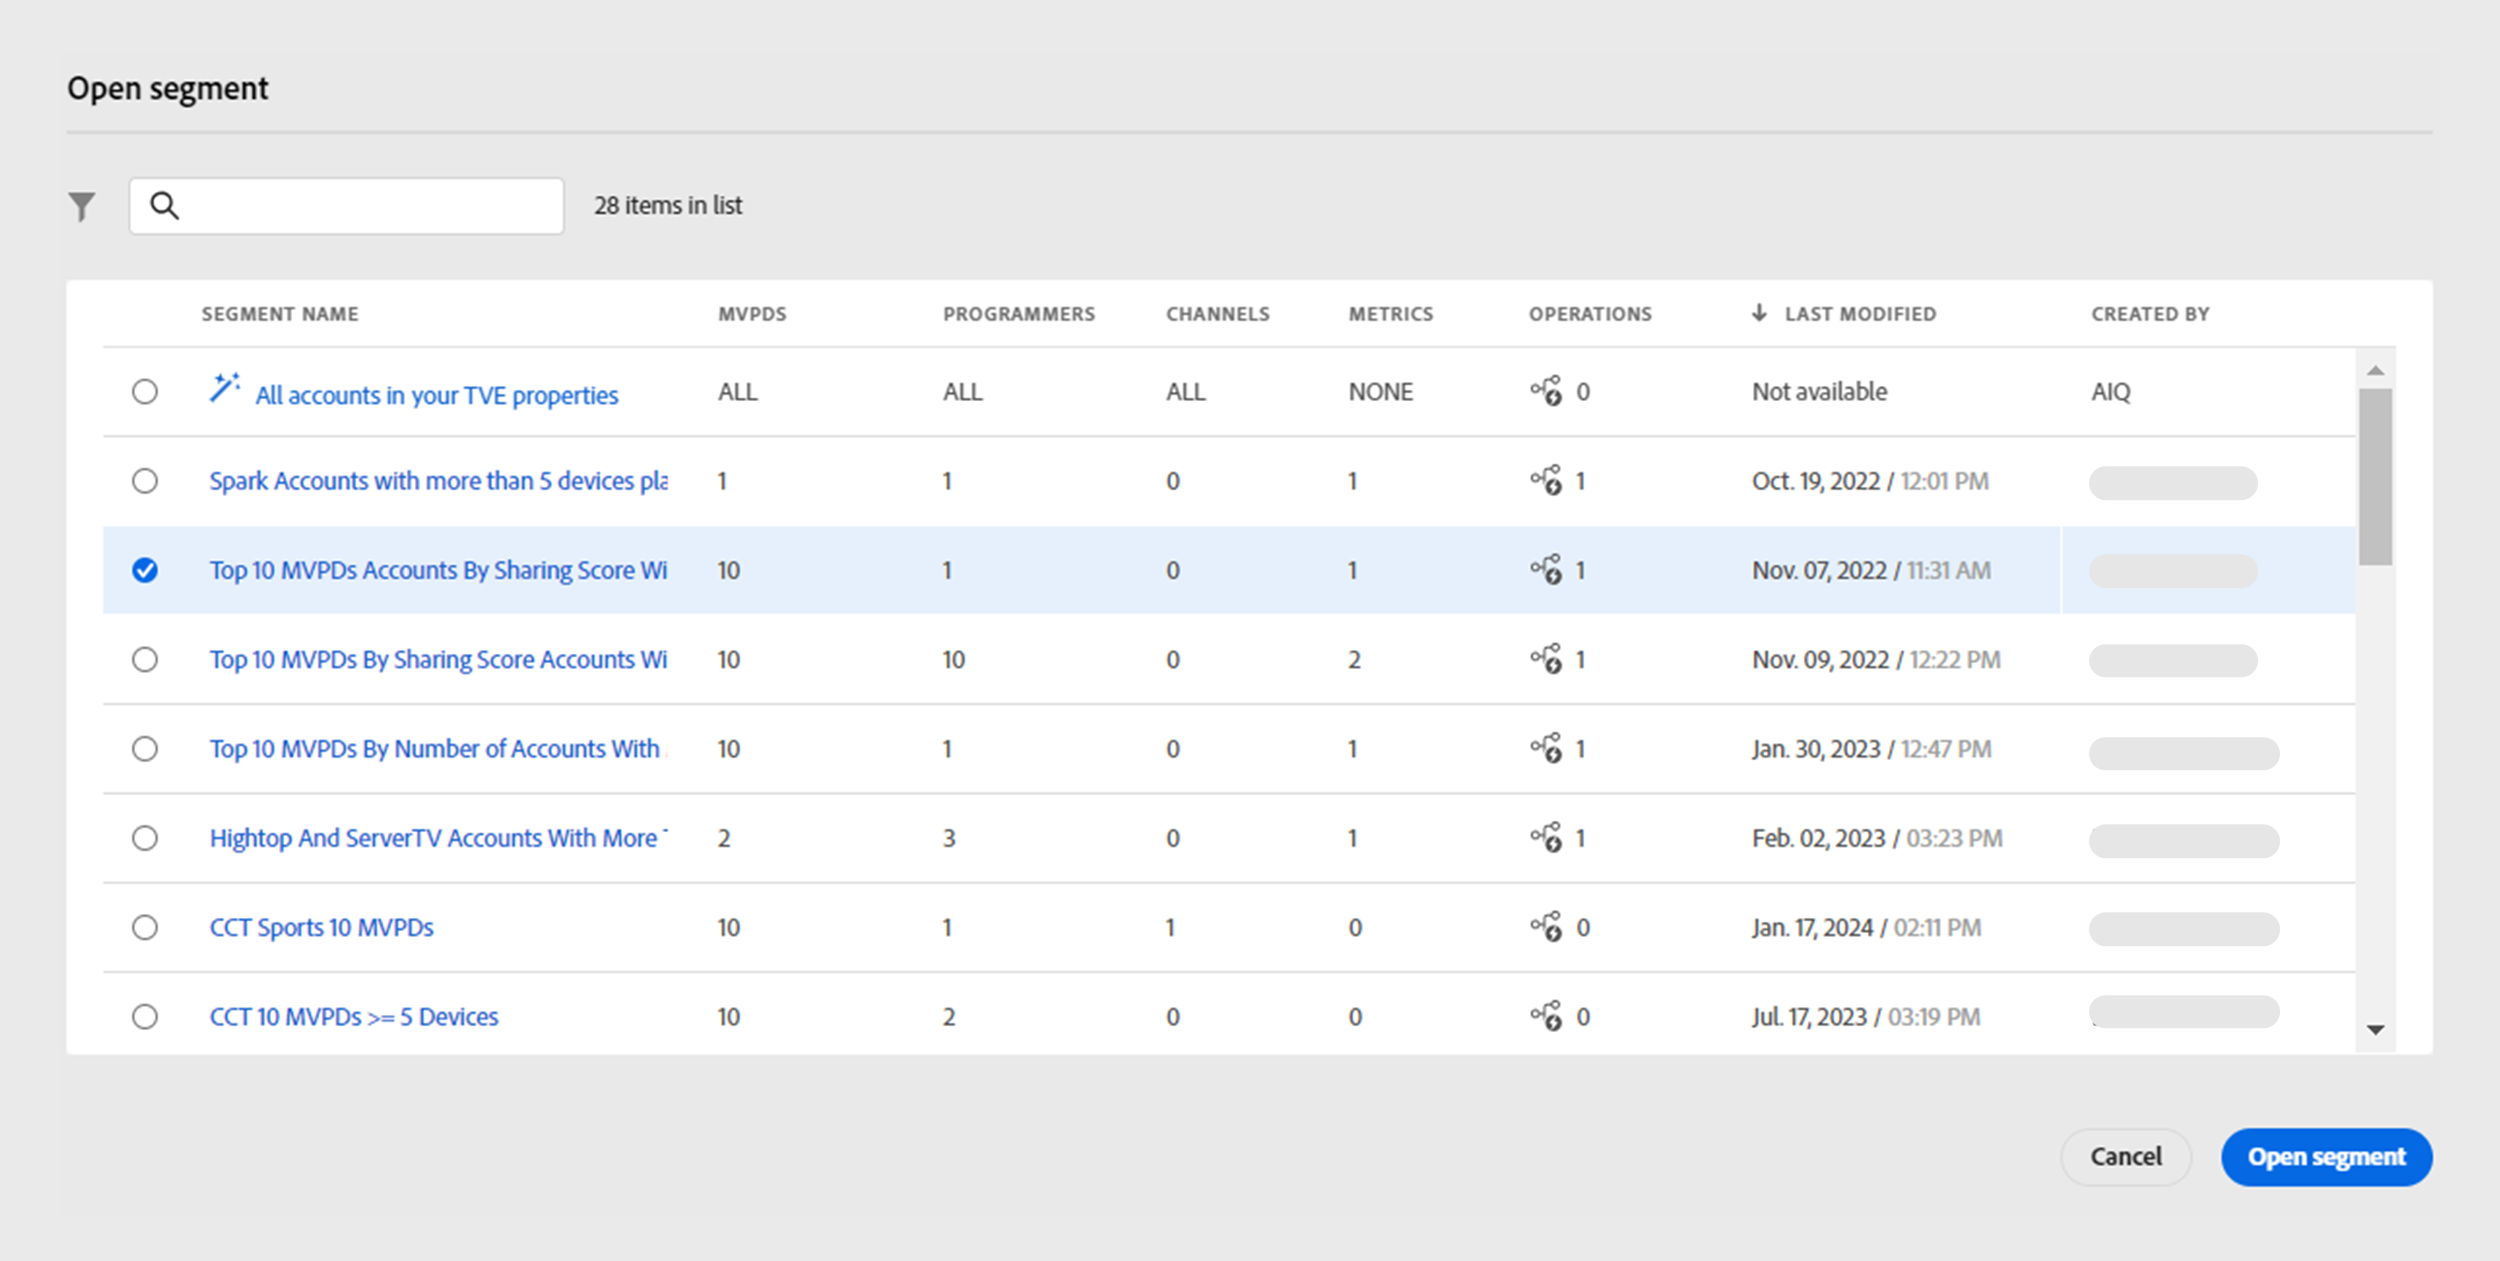 Open segment
28 items in list
SEGMENT NAME MVPDS PROGRAMMERS CHANNELS METRICS OPERATIONS LAST MODIFIED CREATED BY
All accounts in your TVE properties ALL ALL ALL NONE 0 Not available AIQ
Spark Accounts with more than 5 devices pla 1 1 0 1 1 Oct. 19, 2022 / 12:01 PM
Top 10 MVPDs Accounts By Sharing Score Wi 10 1 0 1 1 Nov. 07, 2022 / 11:31 AM
Top 10 MVPDs By Sharing Score Accounts Wi 10 10 0 2 1 Nov. 09, 2022 / 12:22 PM
Top 10 MVPDs By Number of Accounts With 10 1 0 1 1 Jan. 30, 2023 / 12:47 PM
Hightop And ServerTV Accounts With More 2 3 0 1 1 Feb. 02, 2023 / 03:23 PM
CCT Sports 10 MVPDs 10 1 1 0 0 Jan. 17, 2024 / 02:11 PM
CCT 10 MVPDs >= 5 Devices 10 2 0 0 0 Jul. 17, 2023 / 03:19 PM
Cancel Open segment